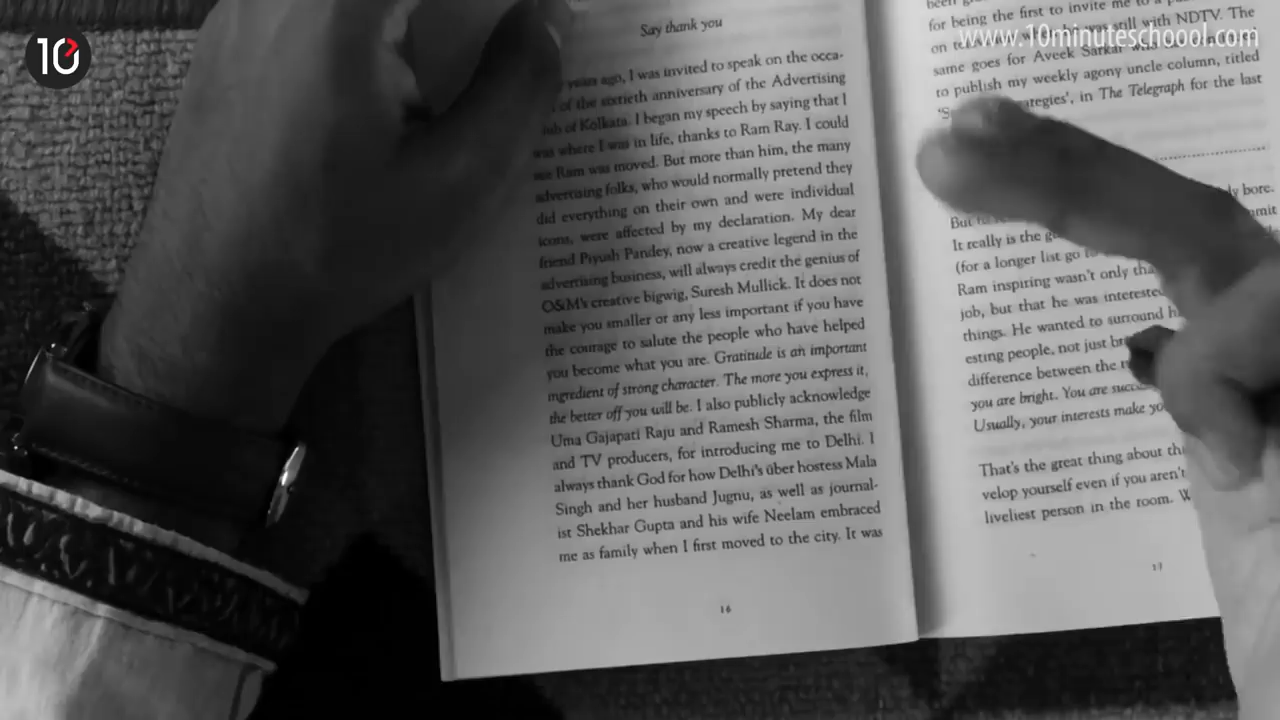 10
www.10minuteschoool.com
Say thank you
years ago, I was invited to speak on the occa-
of the sixtieth anniversary of the Advertising
of Kolkata. I began my speech by saying that I
was where I was in life, thanks to Ram Ray. I could
see Ram was moved. But more than him, the many
advertising folks, who would normally pretend they
did everything on their own and were individual
icons, were affected by my declaration. My dear
friend Piyush Pandey, now a creative legend in the
advertising business, will always credit the genius of
O&M's creative bigwig, Suresh Mullick. It does not
make you smaller or any less important if you have
the courage to salute the people who have helped
you become what you are. Gratitude is an important
ingredient of strong character. The more you express it,
the better off you will be. I also publicly acknowledge
Uma Gajapati Raju and Ramesh Sharma, the film
and TV producers, for introducing me to Delhi. I
always thank God for how Delhi's über hostess Mala
Singh and her husband Jugnu, as well as journal-
ist Shekhar Gupta and his wife Neelam embraced
me as family when I first moved to the city. It was
16
for being the first to invite me to a
on was still with NDTV. The
same goes for Aveek Sarkar
to publish my weekly agony uncle column, titled
in The Telegraph for the last
bore.
But
It really is the
(for a longer list go
Ram inspiring wasn't only
job, but that he was
things. He wanted to surround
esting people, not just
difference between the
you are bright. You are
Usually, your interests make
That's the great thing about
velop yourself even if you aren't
liveliest person in the room.
17